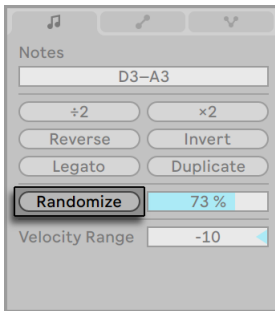 Notes
D3–A3
÷2 ×2
Reverse Invert
Legato Duplicate
Randomize 73 %
Velocity Range -10